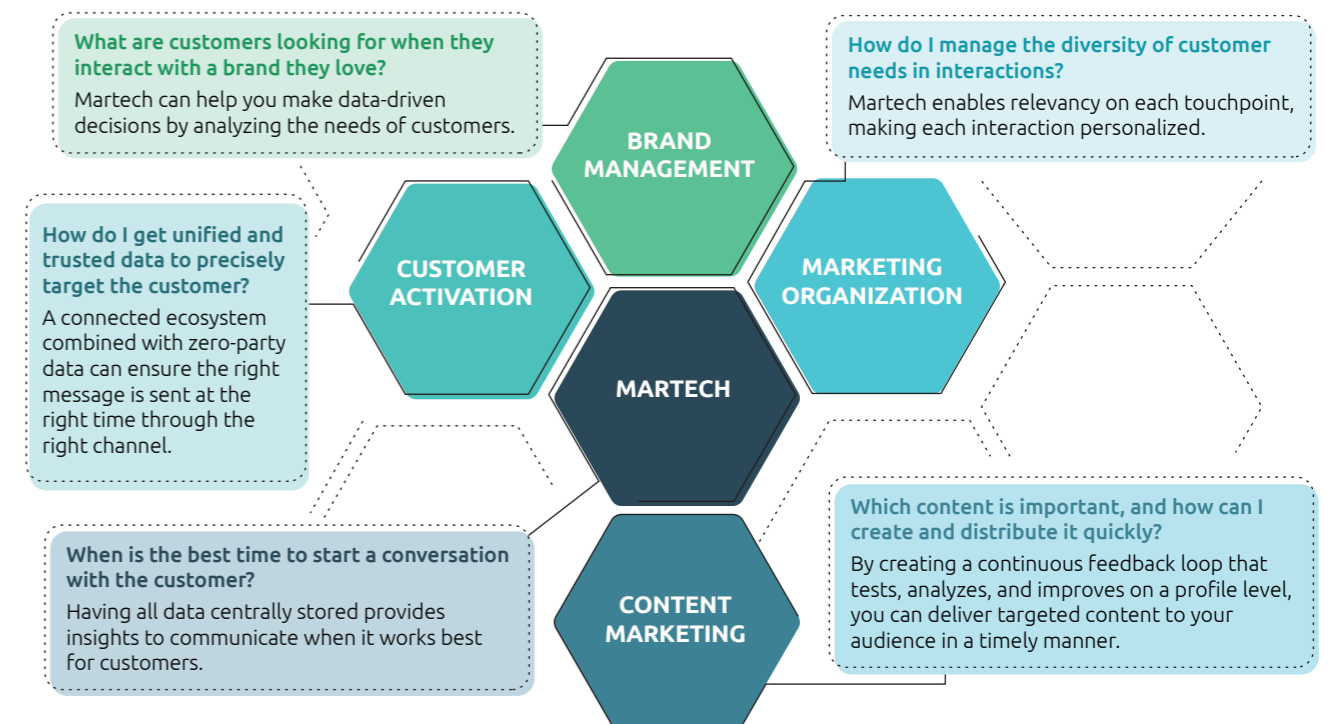 What are customers looking for when they
interact with a brand they love?
Martech can help you make data-driven
decisions by analyzing the needs of customers.
How do I manage the diversity of customer
needs in interactions?
Martech enables relevancy on each touchpoint,
making each interaction personalized.
BRAND
MANAGEMENT
How do I get unified and
trusted data to precisely
target the customer?
A connected ecosystem
combined with zero-party
data can ensure the right
message is sent at the
right time through the
right channel.
CUSTOMER
ACTIVATION
MARKETING
ORGANIZATION
MARTECH
When is the best time to start a conversation
with the customer?
Having all data centrally stored provides
insights to communicate when it works best
for customers.
CONTENT
MARKETING
Which content is important, and how can I
create and distribute it quickly?
By creating a continuous feedback loop that
tests, analyzes, and improves on a profile level,
you can deliver targeted content to your
audience in a timely manner.